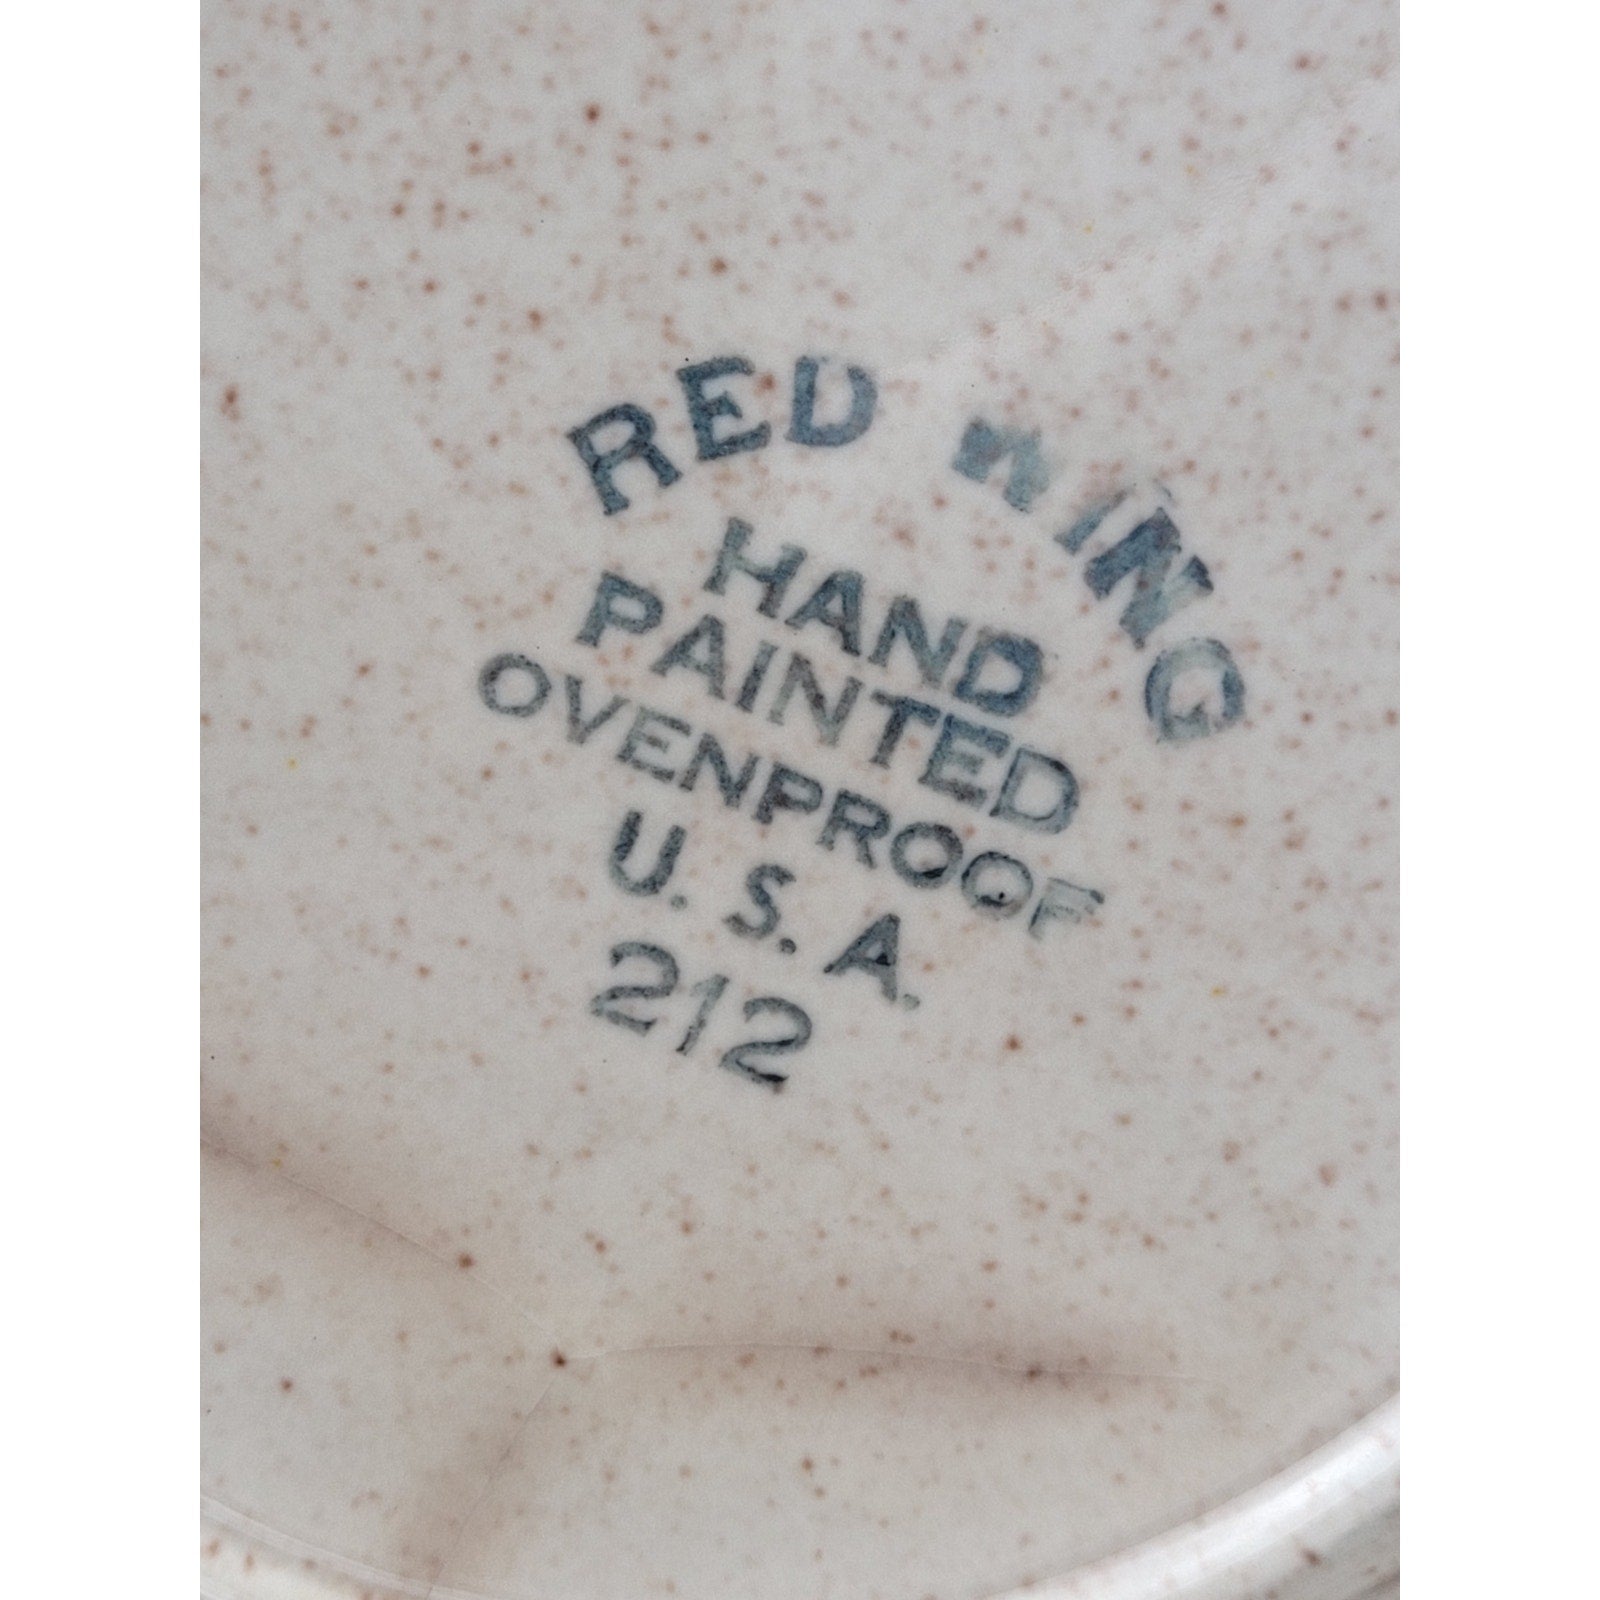 RED WING
HAND
PAINTED
OVENPROOF
U.S.A.
212